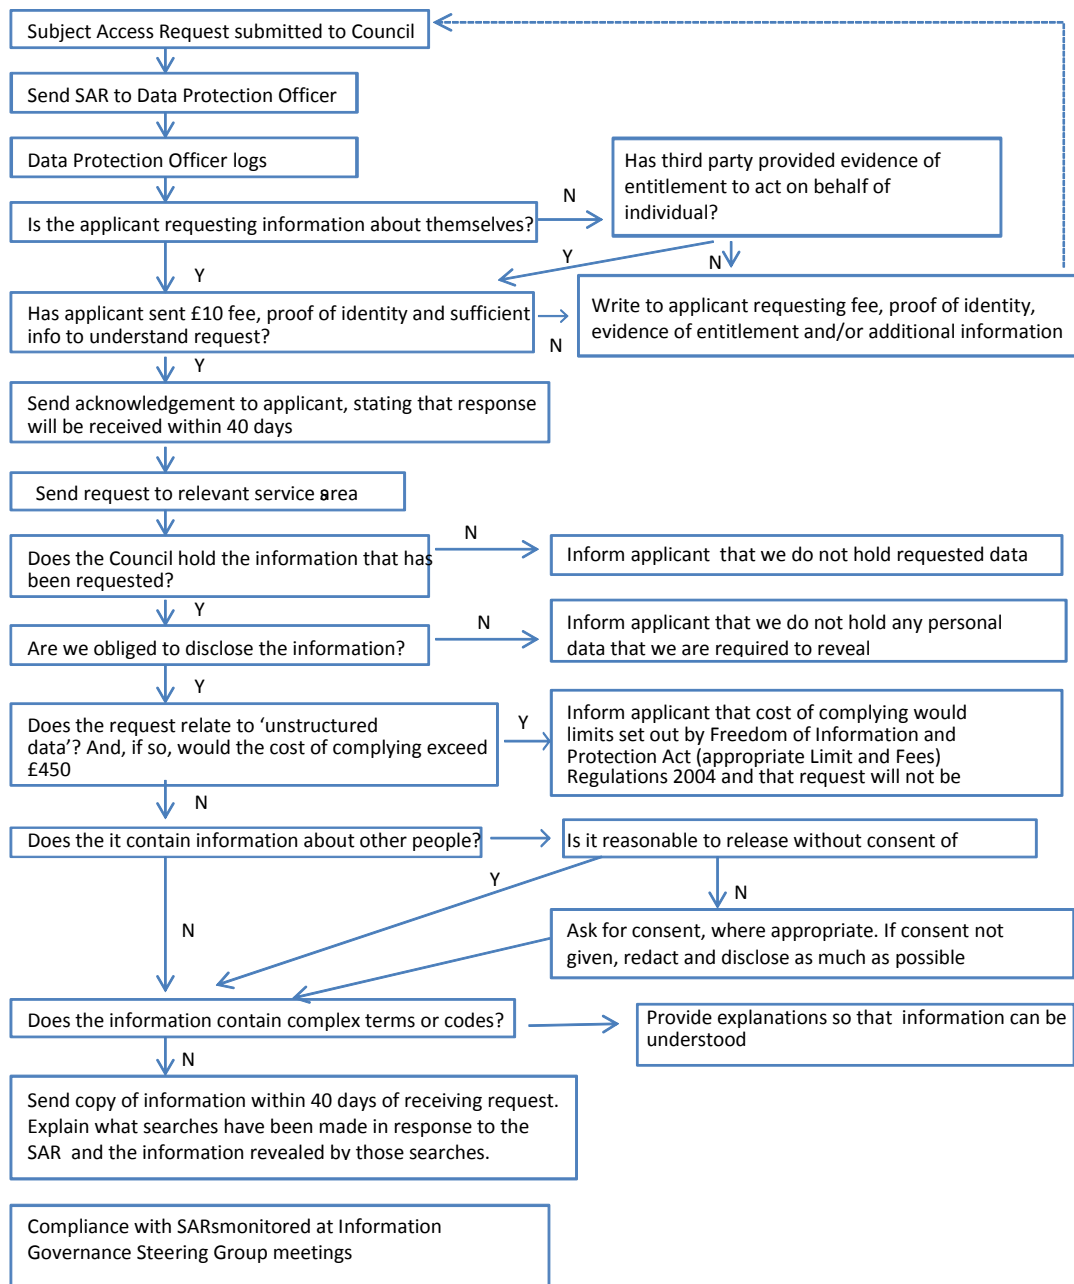 Subject Access Request submitted to Council
Send SAR to Data Protection Officer
Data Protection Officer logs
Has third party provided evidence of
entitlement to act on behalf of
individual?
N
Is the applicant requesting information about themselves?
Y
N
Y
Write to applicant requesting fee, proof of identity,
evidence of entitlement and/or additional information
Has applicant sent £10 fee, proof of identity and sufficient
info to understand request?
N
Y
Send acknowledgement to applicant, stating that response
will be received within 40 days
Send request to relevant service area
N
Does the Council hold the information that has
been requested?
Inform applicant that we do not hold requested data
Y
N
Are we obliged to disclose the information?
Inform applicant that we do not hold any personal
data that we are required to reveal
Y
Does the request relate to ‘unstructured
data’? And, if so, would the cost of complying exceed
£450
Y
Inform applicant that cost of complying would
limits set out by Freedom of Information and
Protection Act (appropriate Limit and Fees)
Regulations 2004 and that request will not be
N
Does the it contain information about other people?
Is it reasonable to release without consent of
Y
N
N
Ask for consent, where appropriate. If consent not
given, redact and disclose as much as possible
Does the information contain complex terms or codes?
Provide explanations so that information can be
understood
N
Send copy of information within 40 days of receiving request.
Explain what searches have been made in response to the
SAR and the information revealed by those searches.
Compliance with SARsmonitored at Information
Governance Steering Group meetings